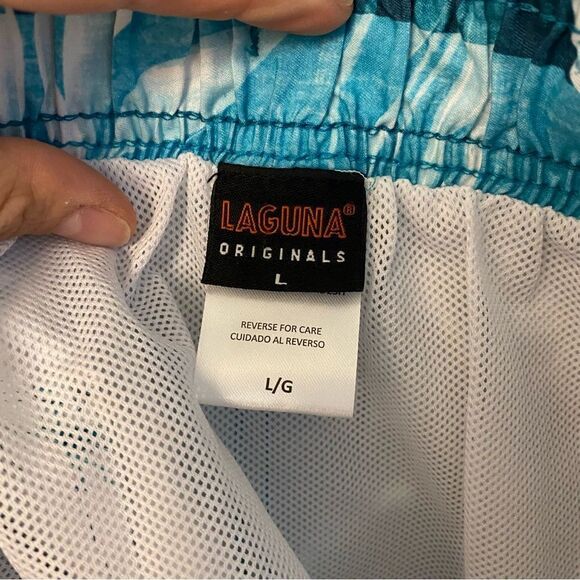 LAGUNA®
ORIGINALS
L
REVERSE FOR CARE
CUIDADO AL REVERSO
L/G